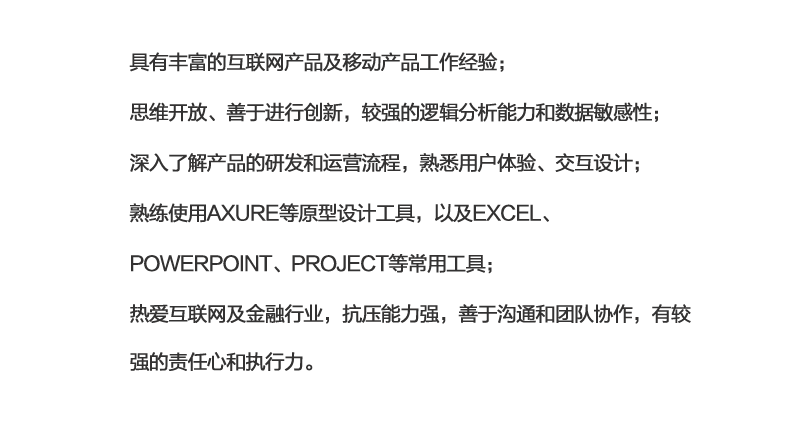 具有丰富的互联网产品及移动产品工作经验；
思维开放、善于进行创新，较强的逻辑分析能力和数据敏感性；
深入了解产品的研发和运营流程，熟悉用户体验、交互设计；
熟练使用AXURE等原型设计工具，以及EXCEL、
POWERPOINT、PROJECT等常用工具；
热爱互联网及金融行业，抗压能力强，善于沟通和团队协作，有较
强的责任心和执行力。